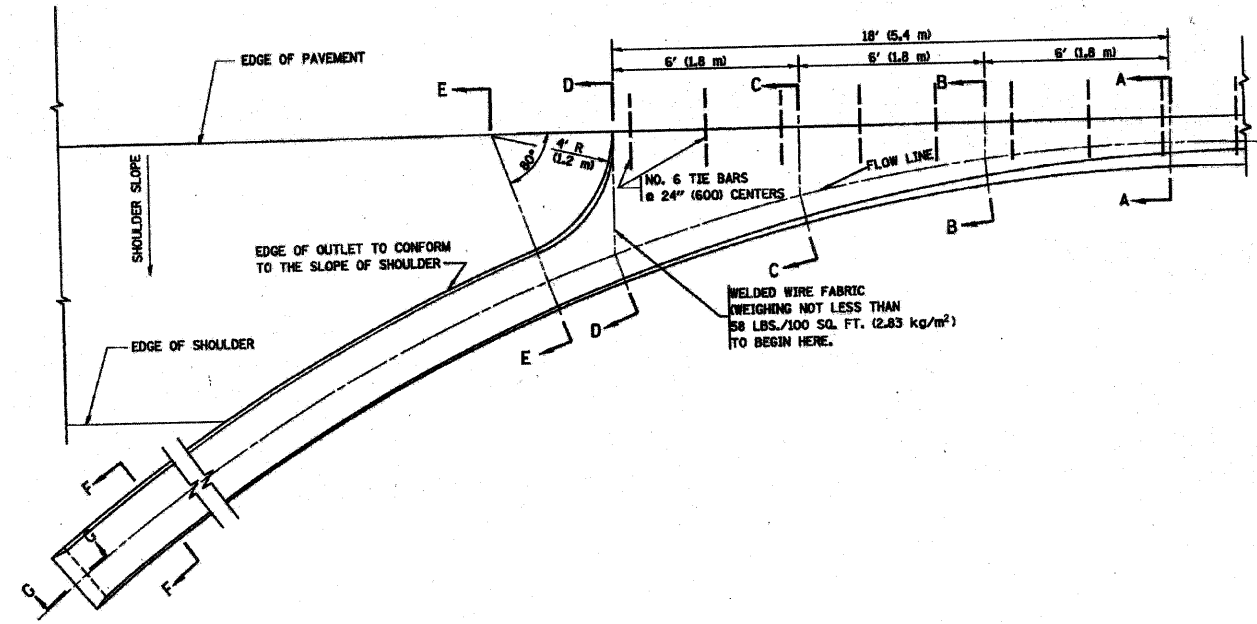 18' (5.4 m)
6' (1.8 m)
6' (1.8 m)
6' (1.8 m)
EDGE OF PAVEMENT
E
D
C
B
A
4' R
(1.2 m)
80°
NO. 6 TIE BARS
@ 24" (600) CENTERS
FLOW LINE
SHOULDER SLOPE
A
B
C
D
E
EDGE OF OUTLET TO CONFORM
TO THE SLOPE OF SHOULDER
WELDED WIRE FABRIC
(WEIGHING NOT LESS THAN
58 LBS./100 SQ. FT. (2.83 kg/m²)
TO BEGIN HERE.
EDGE OF SHOULDER
F
F
G
G